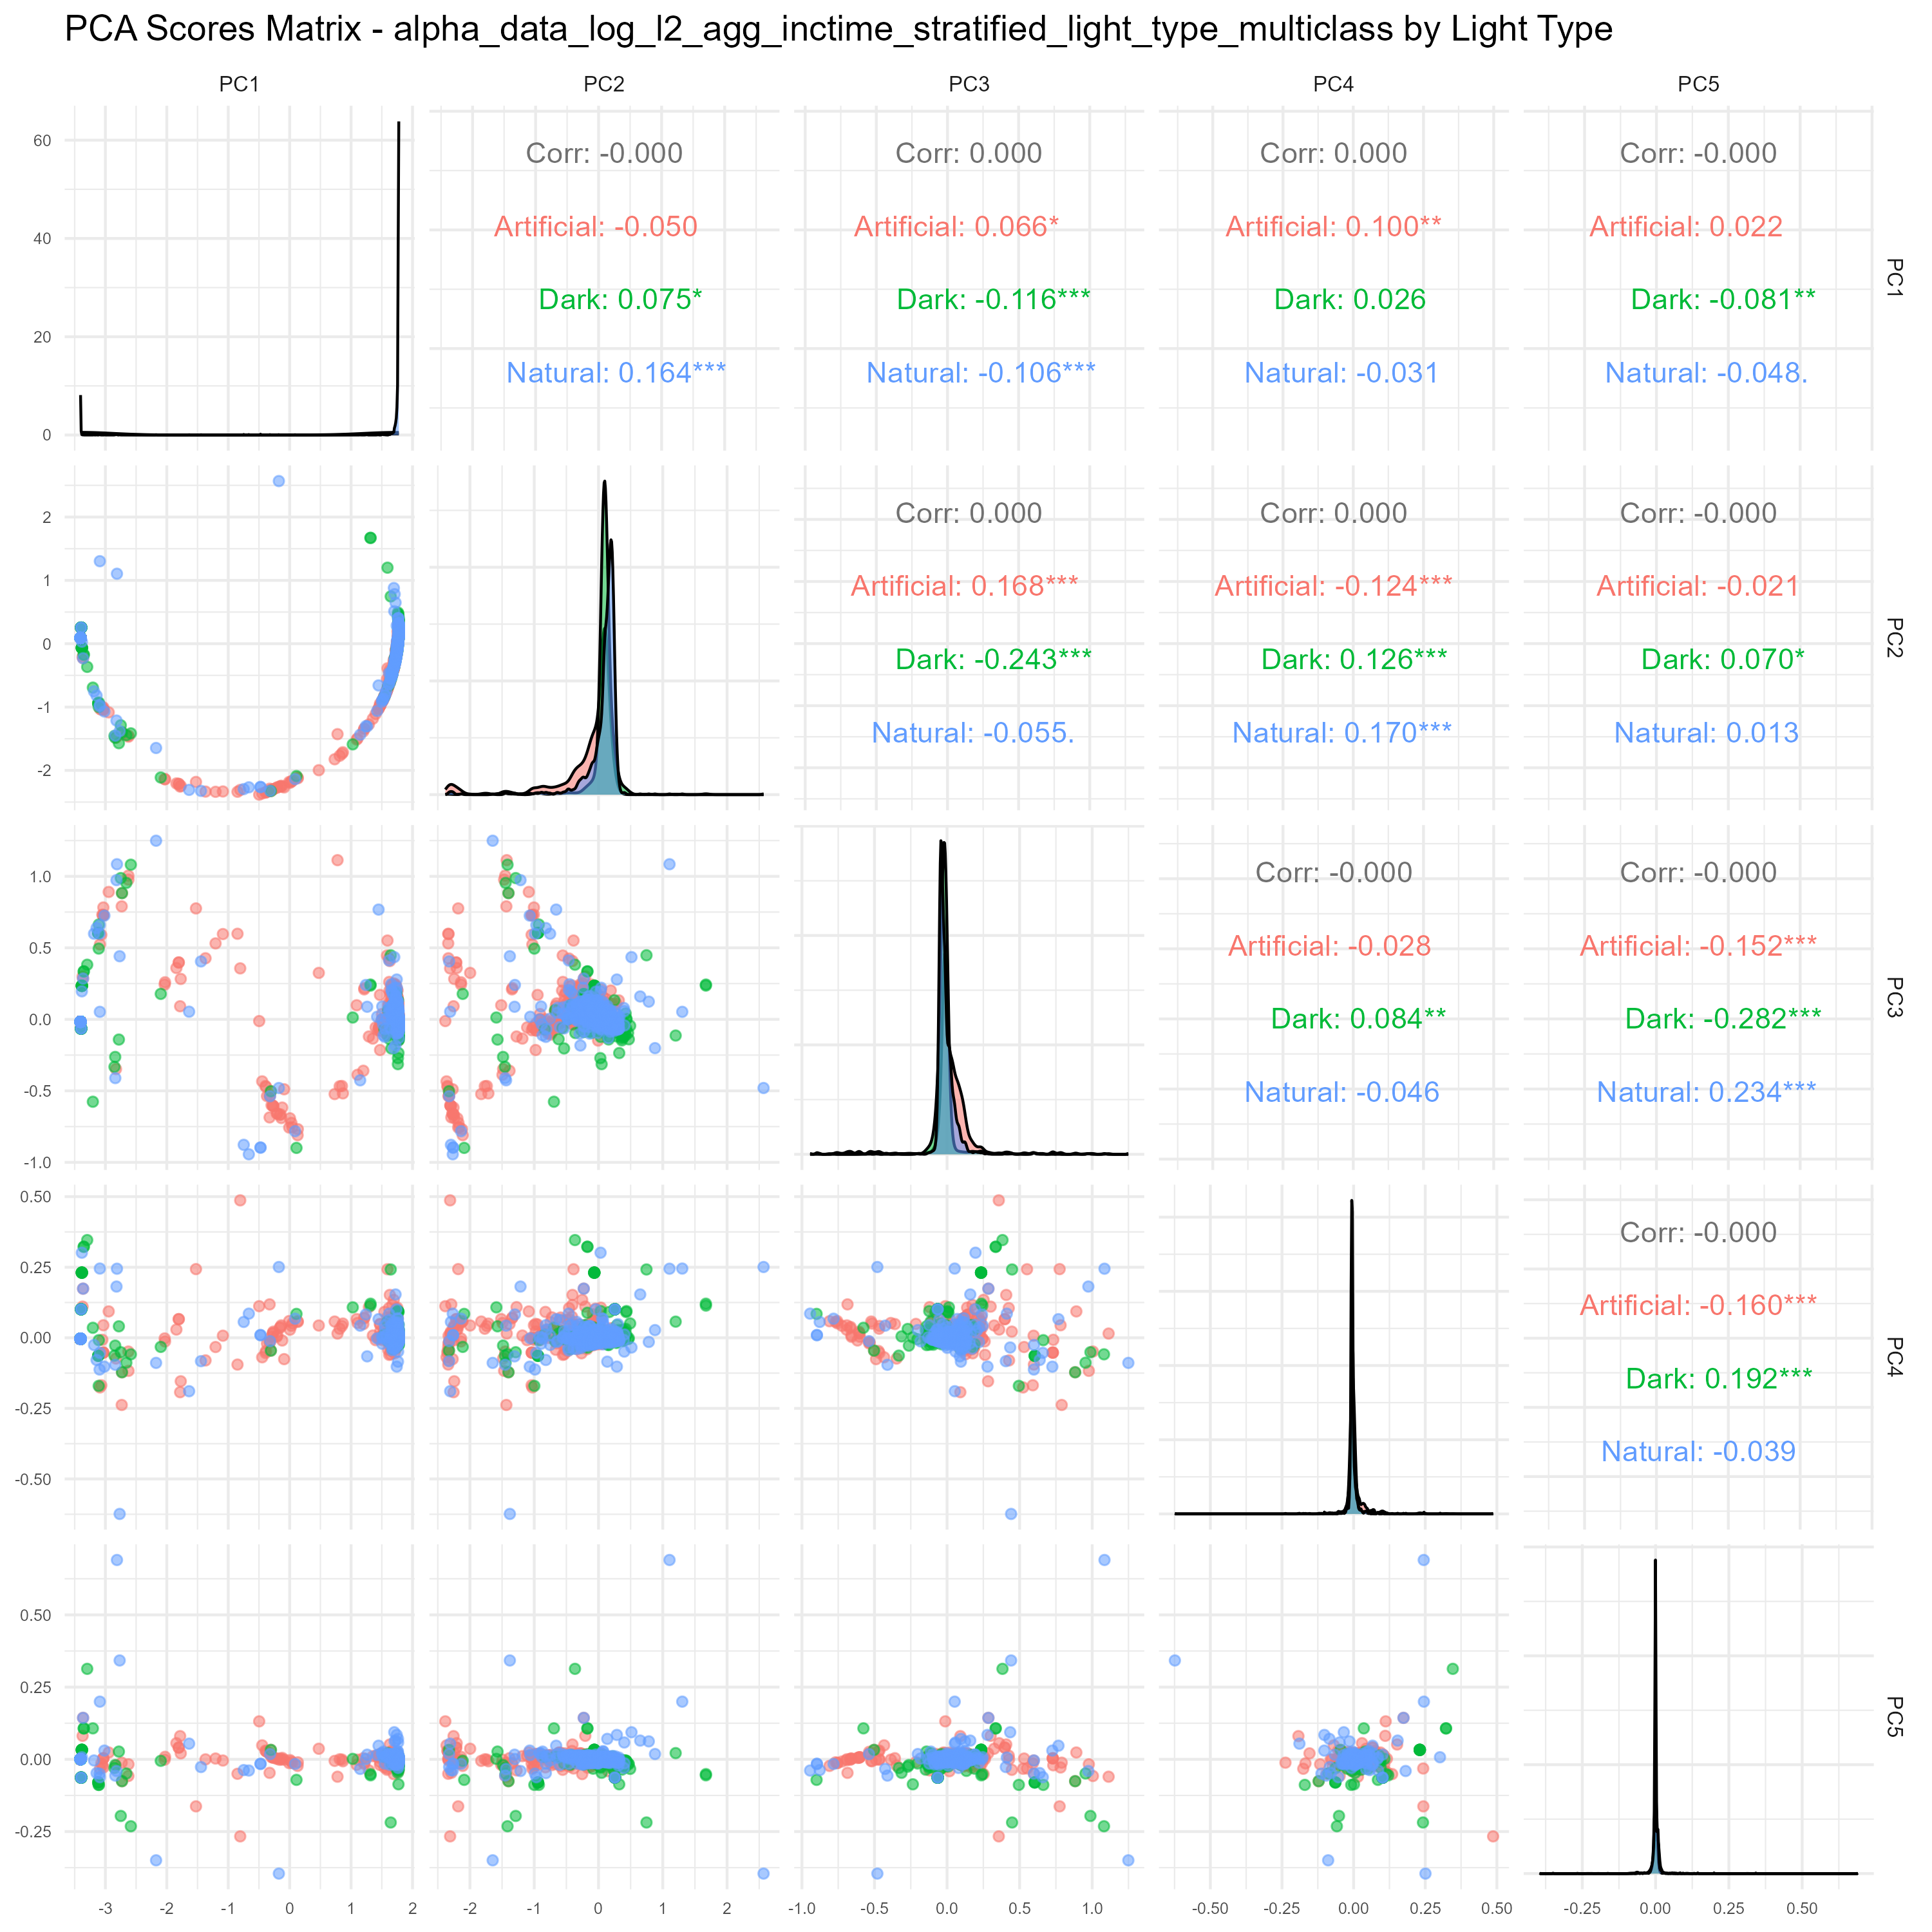 PCA Scores Matrix - alpha_data_log_l2_agg_inctime_stratified_light_type_multiclass by Light Type
PC1 PC2 PC3 PC4 PC5
60
40
20
0
Corr: -0.000
Artificial: -0.050
Dark: 0.075*
Natural: 0.164***
Corr: 0.000
Artificial: 0.066*
Dark: -0.116***
Natural: -0.106***
Corr: 0.000
Artificial: 0.100**
Dark: 0.026
Natural: -0.031
Corr: -0.000
Artificial: 0.022
Dark: -0.081**
Natural: -0.048.
PC1
2
1
0
-1
-2
Corr: 0.000
Artificial: 0.168***
Dark: -0.243***
Natural: -0.055.
Corr: 0.000
Artificial: -0.124***
Dark: 0.126***
Natural: 0.170***
Corr: -0.000
Artificial: -0.021
Dark: 0.070*
Natural: 0.013
PC2
1.0
0.5
0.0
-0.5
-1.0
Corr: -0.000
Artificial: -0.028
Dark: 0.084**
Natural: -0.046
Corr: -0.000
Artificial: -0.152***
Dark: -0.282***
Natural: 0.234***
PC3
0.50
0.25
0.00
-0.25
-0.50
Corr: -0.000
Artificial: -0.160***
Dark: 0.192***
Natural: -0.039
PC4
0.50
0.25
0.00
-0.25
PC5
-3 -2 -1 0 1 2
-2 -1 0 1 2
-1.0 -0.5 0.0 0.5 1.0
-0.50 -0.25 0.00 0.25 0.50
-0.25 0.00 0.25 0.50